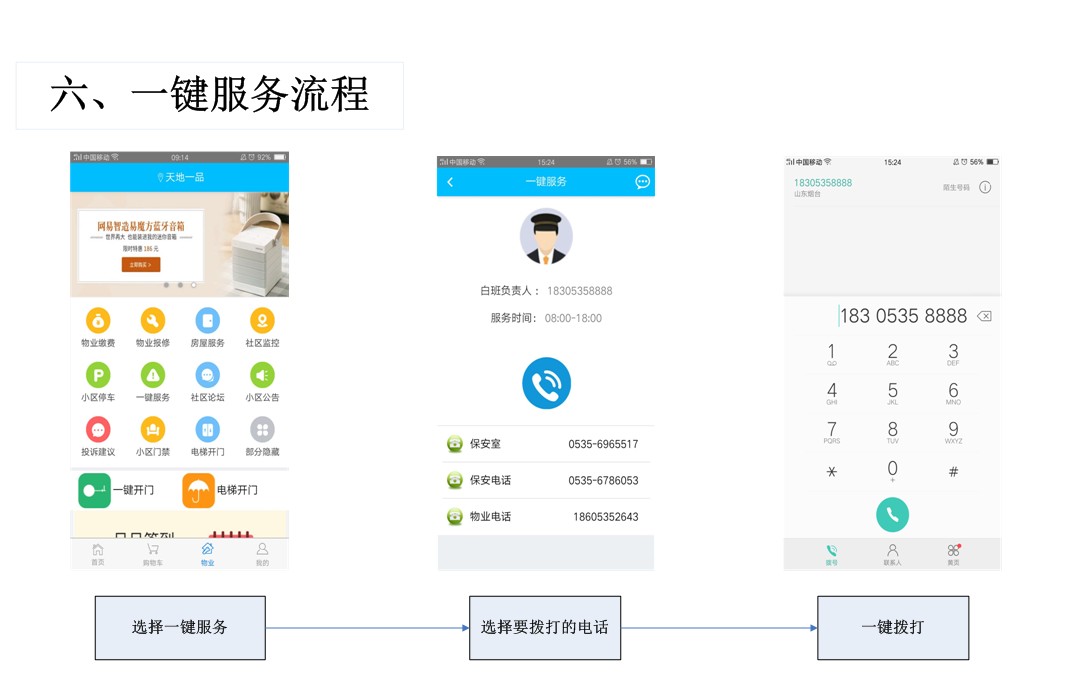 六、一键服务流程
中国移动 09:14 92%
天地一品
网易智造易魔方蓝牙音箱
世界再大 也能装进我的迷你音箱
限时特惠 186 元
立即购买 >
物业缴费 物业报修 房屋服务 社区监控
P
小区停车 一键服务 社区论坛 小区公告
投诉建议 小区门禁 电梯开门 部分隐藏
一键开门 电梯开门
日日签到
首页 购物车 物业 我的
中国移动 15:24 56%
一键服务
白班负责人： 18305358888
服务时间： 08:00-18:00
保安室 0535-6965517
保安电话 0535-6786053
物业电话 18605352643
中国移动 15:24 56%
18305358888 陌生号码
山东烟台
183 0535 8888
1 2 3
ABC DEF
4 5 6
GHI JKL MNO
7 8 9
PQRS TUV WXYZ
* 0 #
+
拨号 联系人 黄页
选择一键服务 选择要拨打的电话 一键拨打